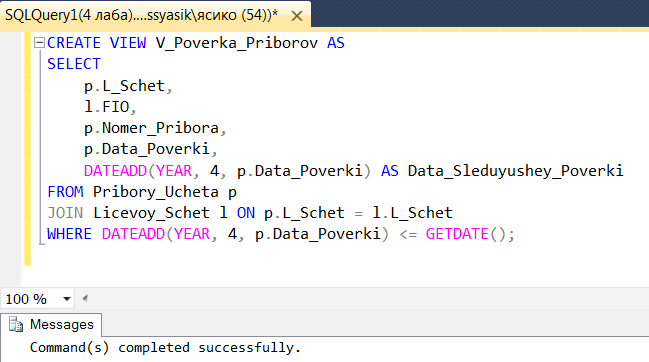 SQLQuery1(4 лаба)....ssyasik\ясико (54))*
CREATE VIEW V_Poverka_Priborov AS
SELECT
p.L_Schet,
l.FIO,
p.Nomer_Pribora,
p.Data_Poverki,
DATEADD(YEAR, 4, p.Data_Poverki) AS Data_Sleduyushey_Poverki
FROM Pribory_Ucheta p
JOIN Licevoy_Schet l ON p.L_Schet = l.L_Schet
WHERE DATEADD(YEAR, 4, p.Data_Poverki) <= GETDATE();
100 %
Messages
Command(s) completed successfully.